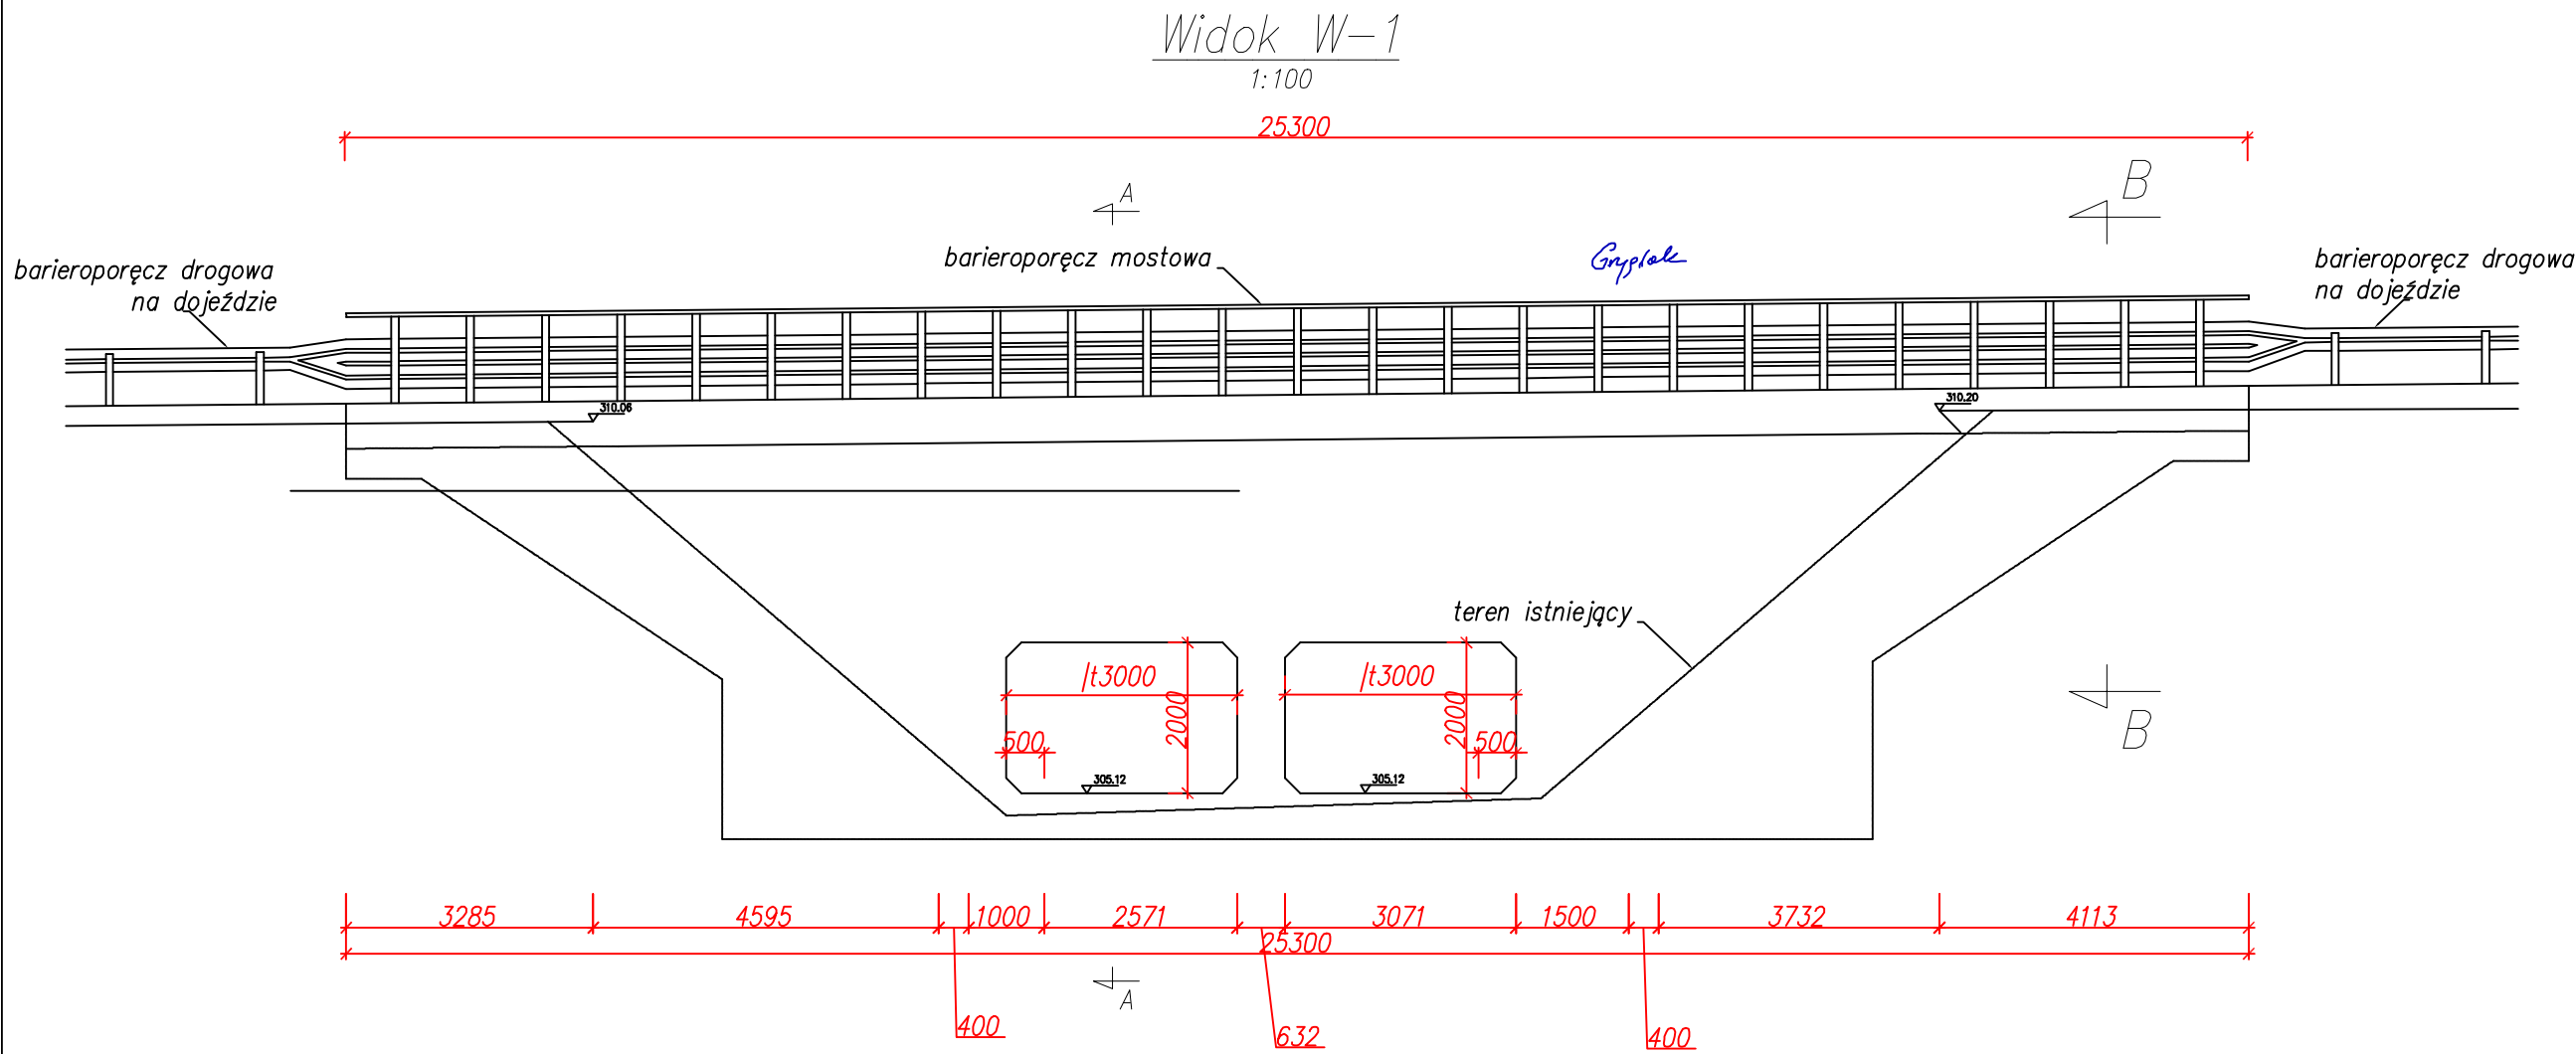 Widok W-1
1:100
25300
A
B
barieroporęcz drogowa
na dojeździe
barieroporęcz mostowa
barieroporęcz drogowa
na dojeździe
310.06
310.20
teren istniejący
/t3000
2000
500
305.12
/t3000
2000
500
305.12
B
3285
4595
1000
2571
3071
1500
3732
4113
25300
A
400
632
400